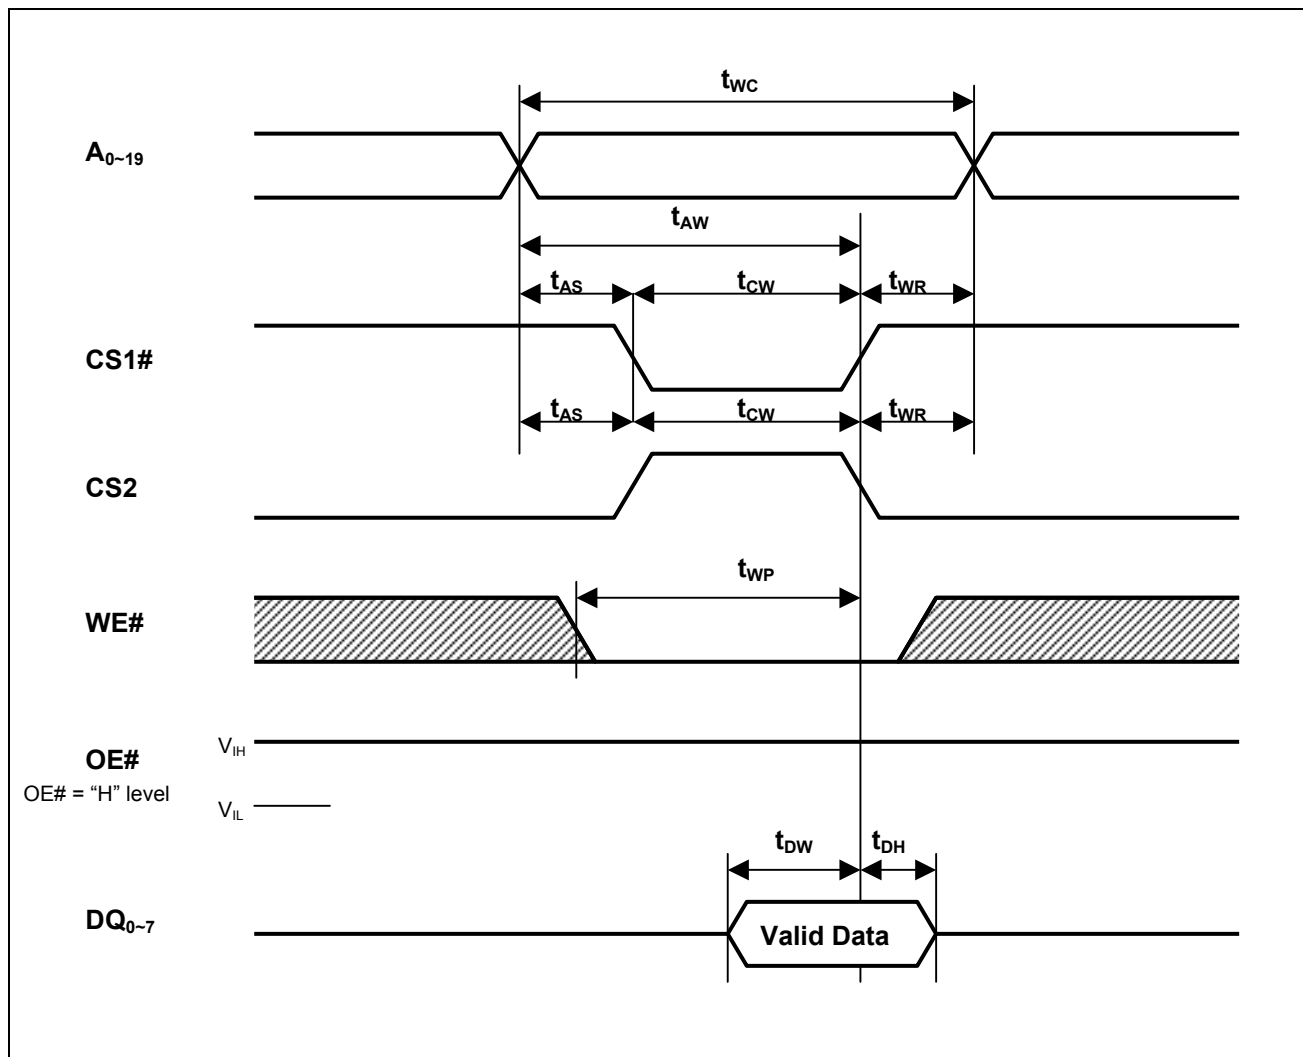 tWC
A0~19
tAW
tAS tCW tWR
CS1#
tAS tCW tWR
CS2
tWP
WE#
OE# VIH
OE# = “H” level
VIL
tDW tDH
DQ0~7 Valid Data